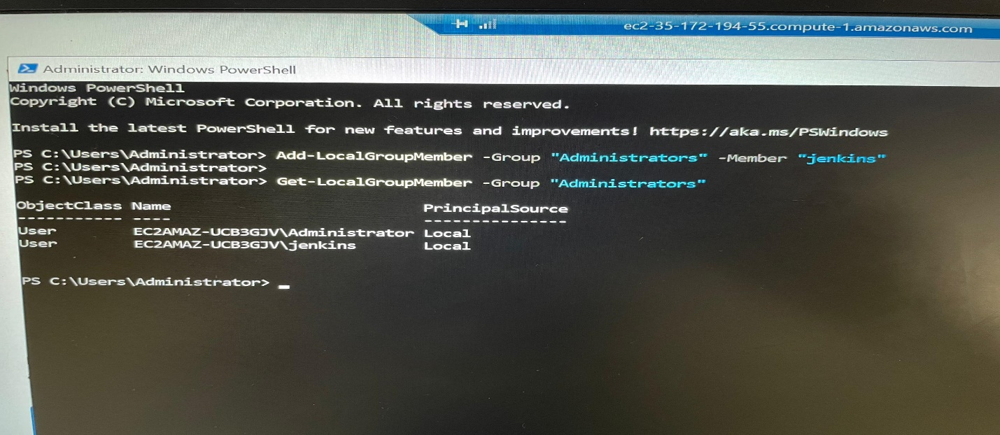 ec2-35-172-194-55.compute-1.amazonaws.com
Administrator: Windows PowerShell
Windows PowerShell
Copyright (C) Microsoft Corporation. All rights reserved.
Install the latest PowerShell for new features and improvements! https://aka.ms/PSWindows
PS C:\Users\Administrator> Add-LocalGroupMember -Group "Administrators" -Member "jenkins"
PS C:\Users\Administrator>
PS C:\Users\Administrator> Get-LocalGroupMember -Group "Administrators"
ObjectClass Name PrincipalSource
----------- ---- ---------------
User EC2AMAZ-UCB3GJV\Administrator Local
User EC2AMAZ-UCB3GJV\jenkins Local
PS C:\Users\Administrator>